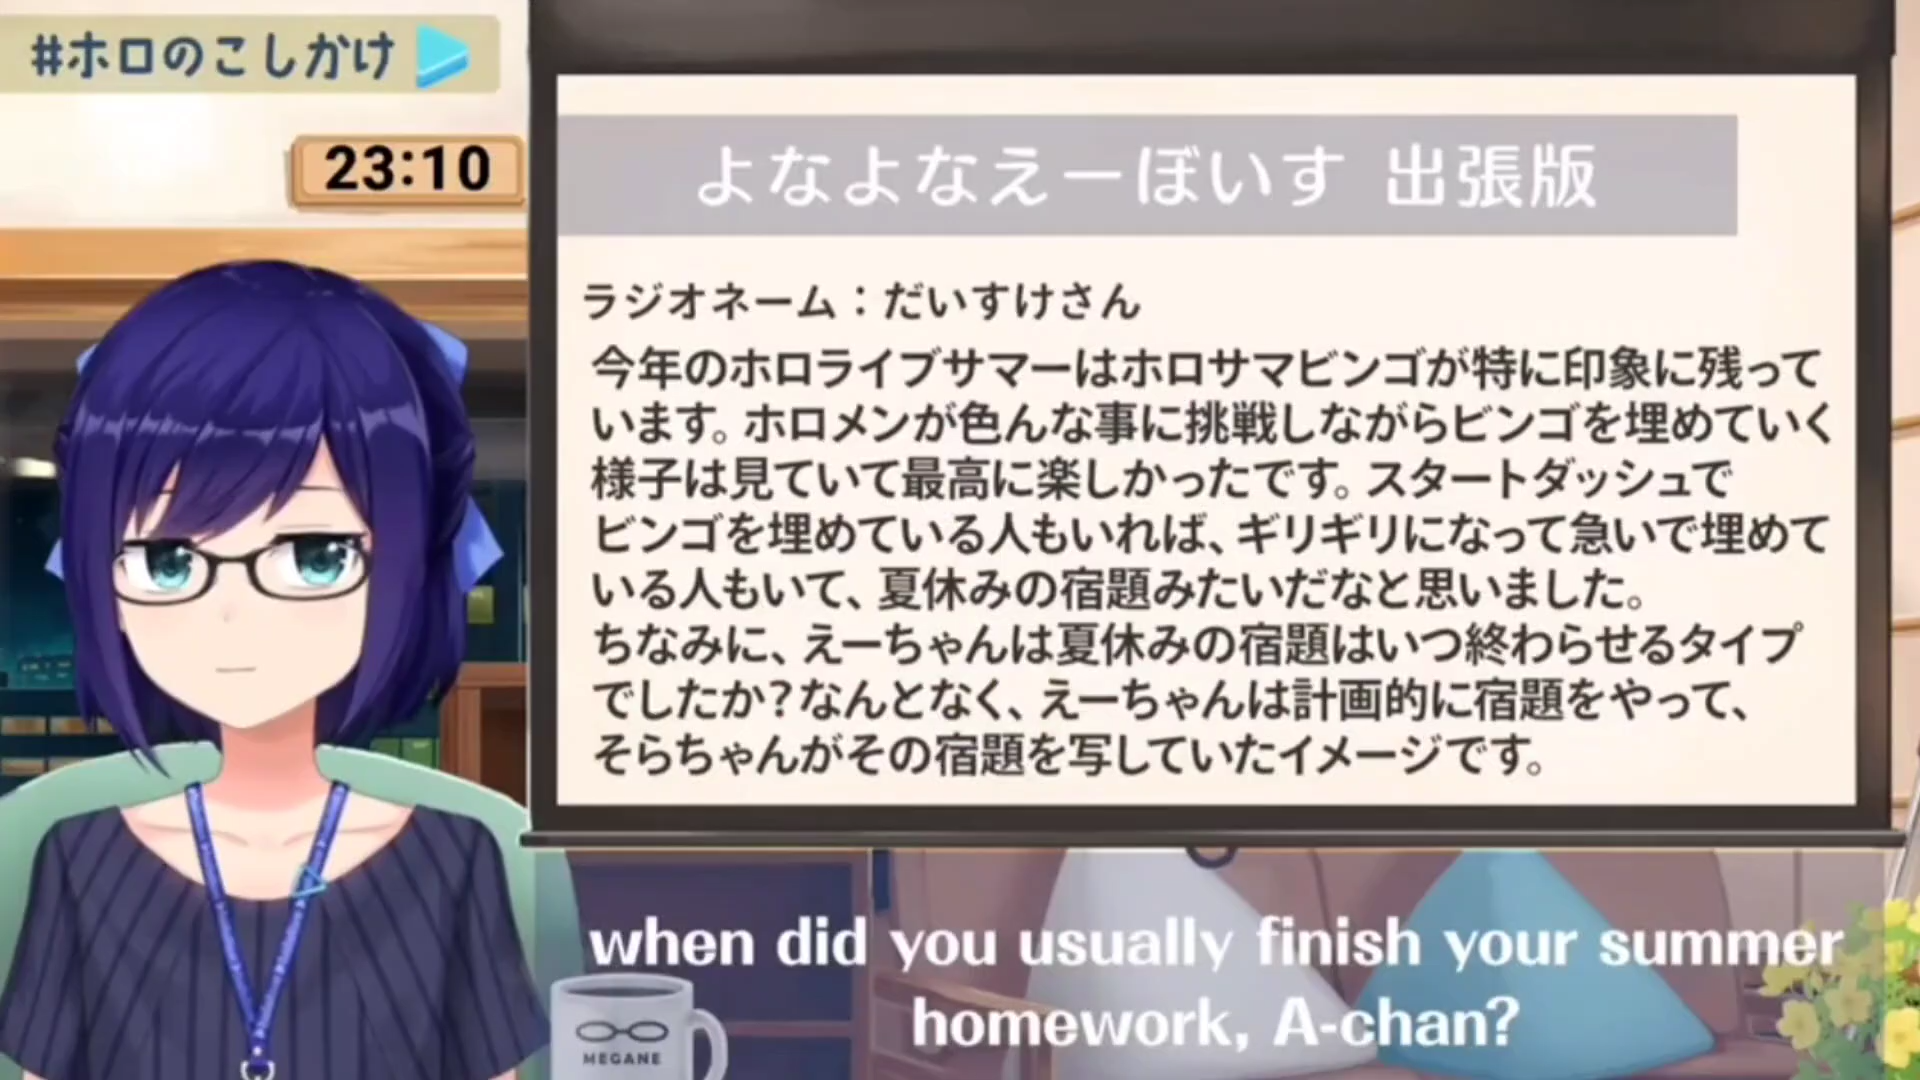 #ホロのこしかけ
23:10
よなよなえーぼいす 出張版
ラジオネーム：だいすけさん
今年のホロライブサマーはホロサマビンゴが特に印象に残って
います。ホロメンが色んな事に挑戦しながらビンゴを埋めていく
様子は見ていて最高に楽しかったです。スタートダッシュで
ビンゴを埋めている人もいれば、ギリギリになって急いで埋めて
いる人もいて、夏休みの宿題みたいだなと思いました。
ちなみに、えーちゃんは夏休みの宿題はいつ終わらせるタイプ
でしたか?なんとなく、えーちゃんは計画的に宿題をやって、
そらちゃんがその宿題を写していたイメージです。
when did you usually finish your summer
homework, A-chan?
MEGANE